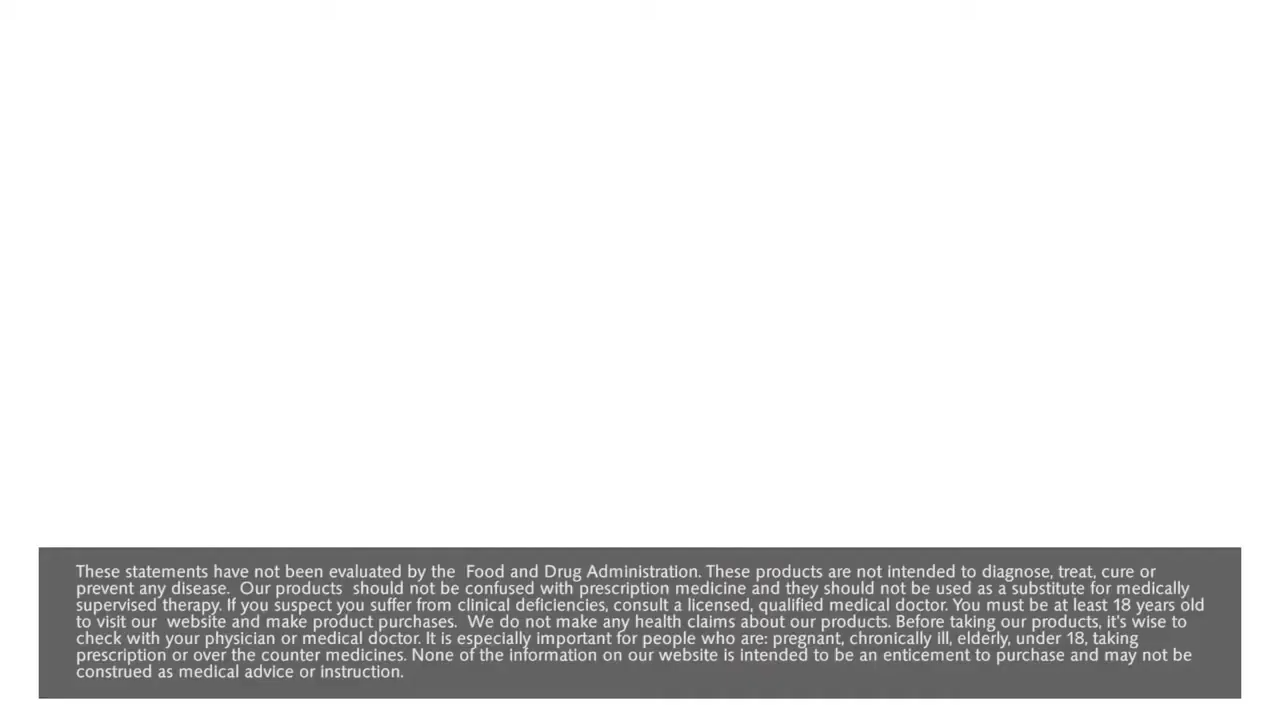 These statements have not been evaluated by the  Food and Drug Administration. These products are not intended to diagnose, treat, cure or
prevent any disease.  Our products  should not be confused with prescription medicine and they should not be used as a substitute for medically
supervised therapy. If you suspect you suffer from clinical deficiencies, consult a licensed, qualified medical doctor. You must be at least 18 years old
to visit our  website and make product purchases.  We do not make any health claims about our products. Before taking our products, it's wise to
check with your physician or medical doctor. It is especially important for people who are: pregnant, chronically ill, elderly, under 18, taking
prescription or over the counter medicines. None of the information on our website is intended to be an enticement to purchase and may not be
construed as medical advice or instruction.